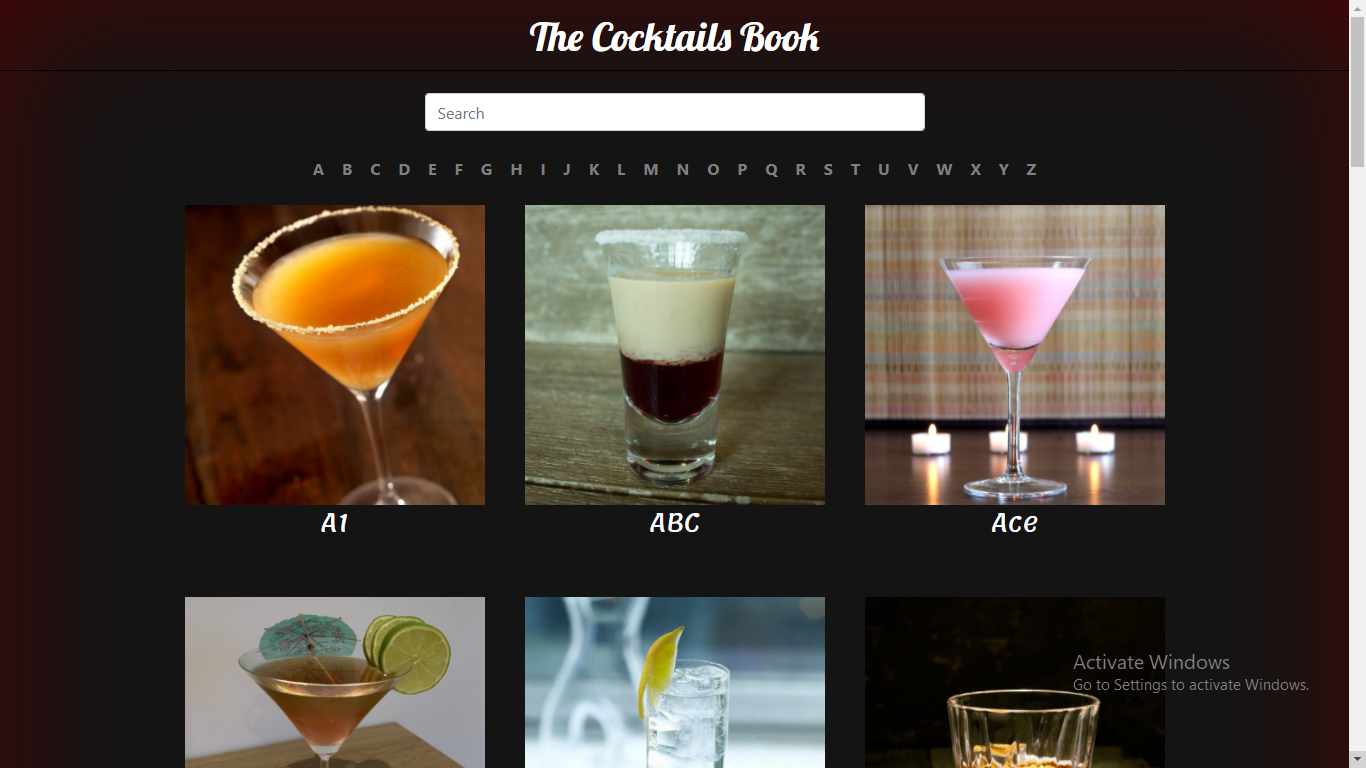 The Cocktails Book
Search
A B C D E F G H I J K L M N O P Q R S T U V W X Y Z
A1 ABC Ace
Activate Windows
Go to Settings to activate Windows.